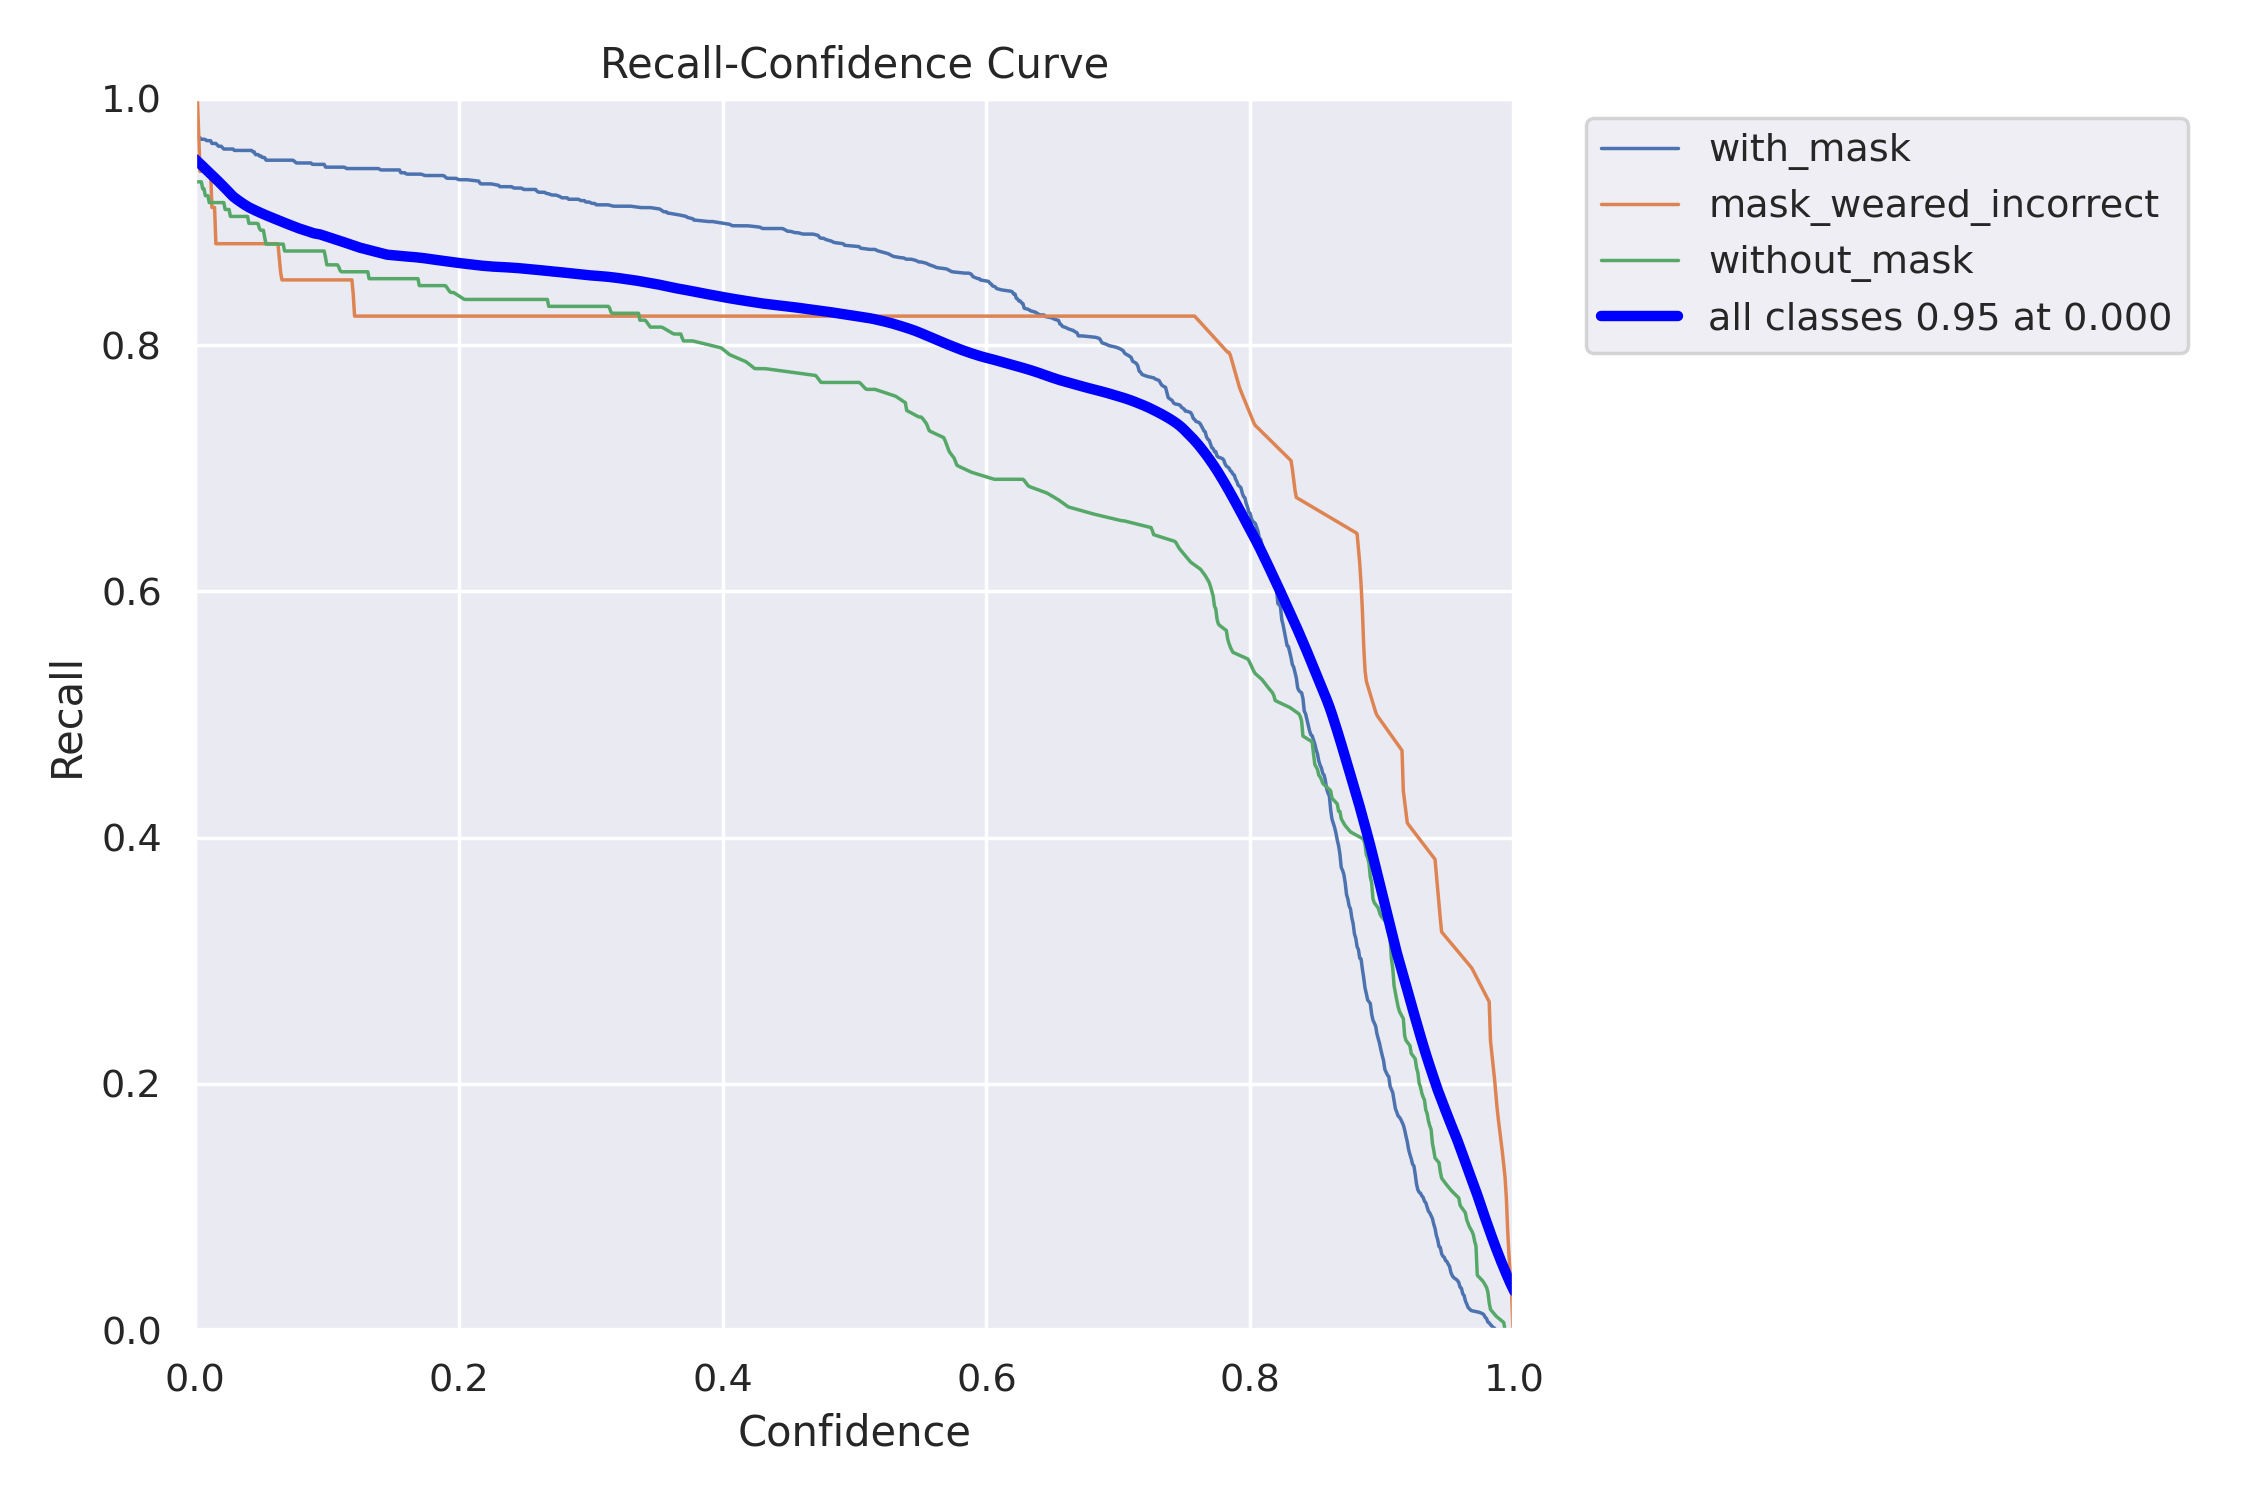 Recall-Confidence Curve
1.0
0.8
0.6
0.4
0.2
0.0
Recall
0.0 0.2 0.4 0.6 0.8 1.0
Confidence
with_mask
mask_weared_incorrect
without_mask
all classes 0.95 at 0.000